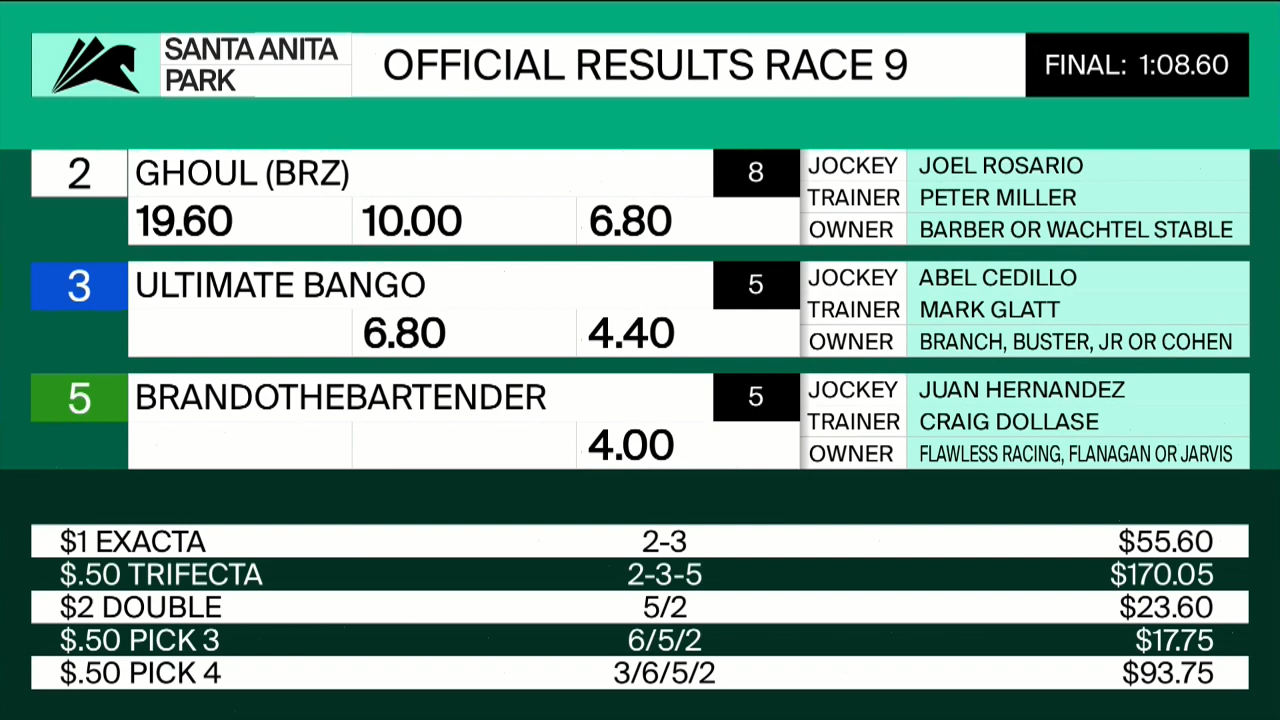 SANTA ANITA PARK
OFFICIAL RESULTS RACE 9
FINAL: 1:08.60
2 GHOUL (BRZ) 8
19.60 10.00 6.80
JOCKEY JOEL ROSARIO
TRAINER PETER MILLER
OWNER BARBER OR WACHTEL STABLE
3 ULTIMATE BANGO 5
6.80 4.40
JOCKEY ABEL CEDILLO
TRAINER MARK GLATT
OWNER BRANCH, BUSTER, JR OR COHEN
5 BRANDOTHEBARTENDER 5
4.00
JOCKEY JUAN HERNANDEZ
TRAINER CRAIG DOLLASE
OWNER FLAWLESS RACING, FLANAGAN OR JARVIS
$1 EXACTA 2-3 $55.60
$.50 TRIFECTA 2-3-5 $170.05
$2 DOUBLE 5/2 $23.60
$.50 PICK 3 6/5/2 $17.75
$.50 PICK 4 3/6/5/2 $93.75